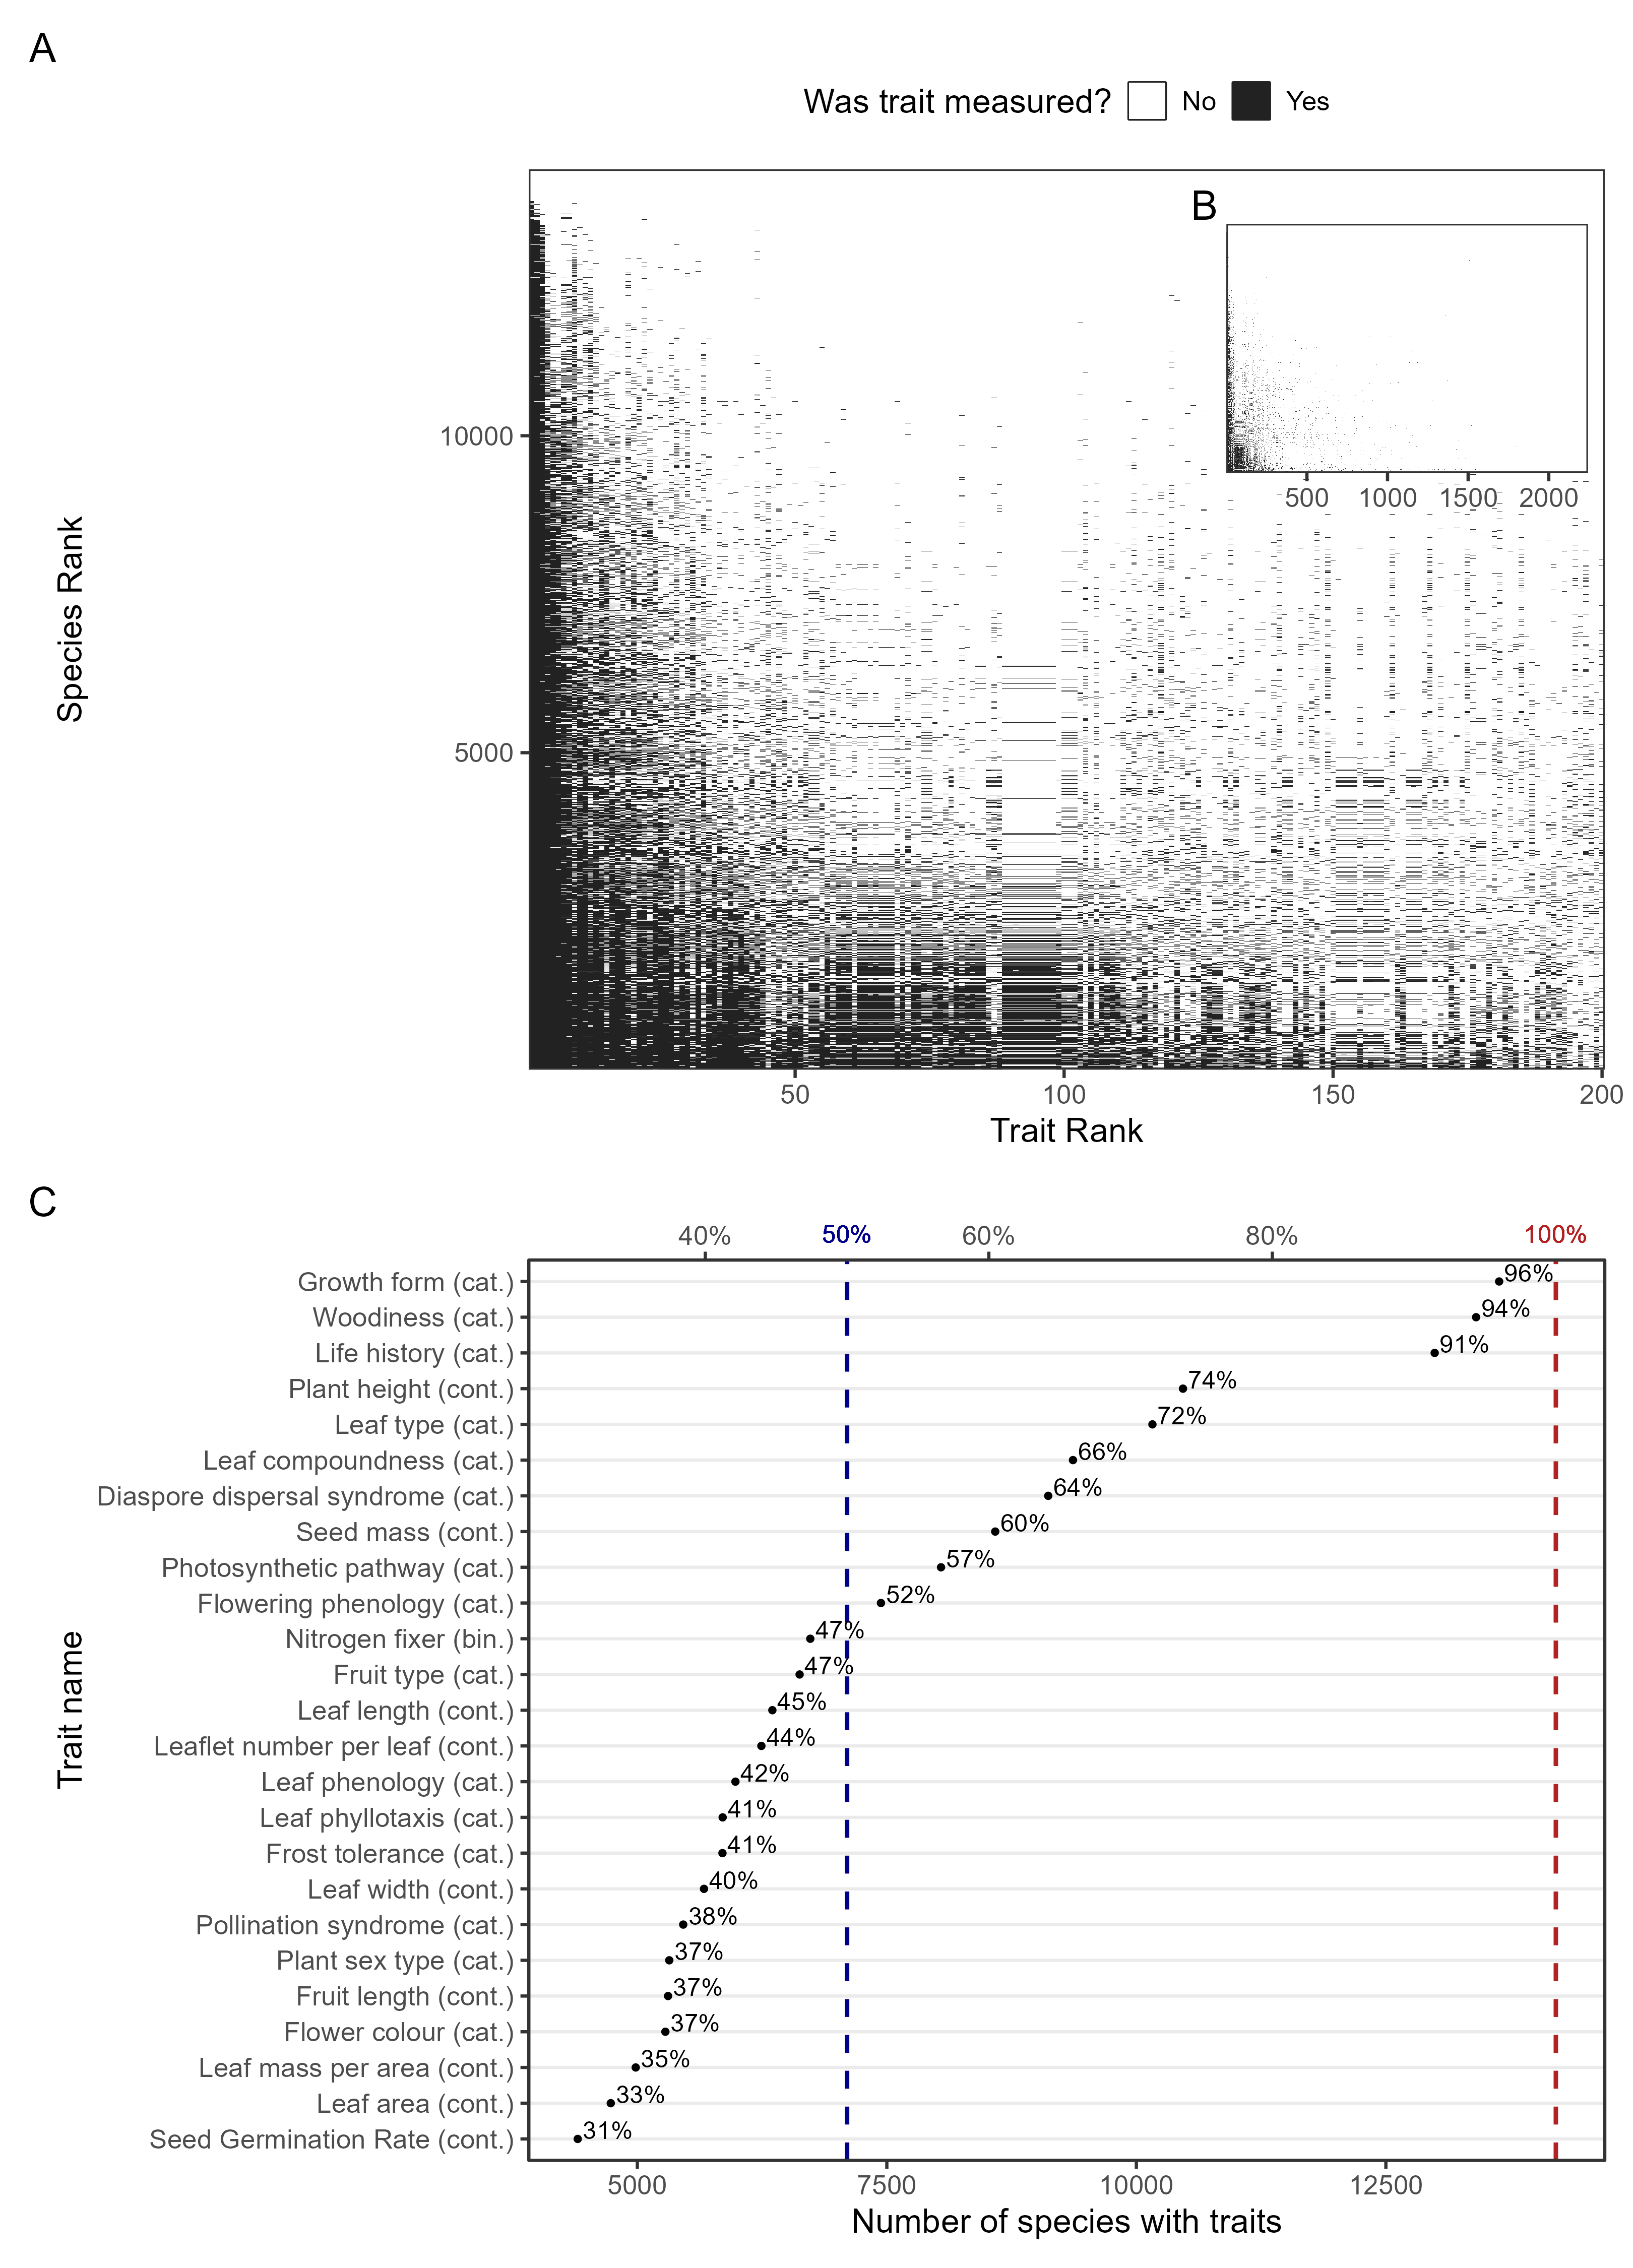 A
Was trait measured? No Yes
B
500 1000 1500 2000
10000
5000
Species Rank
50 100 150 200
Trait Rank
C
40% 50% 60% 80% 100%
Growth form (cat.) 96%
Woodiness (cat.) 94%
Life history (cat.) 91%
Plant height (cont.) 74%
Leaf type (cat.) 72%
Leaf compoundness (cat.) 66%
Diaspore dispersal syndrome (cat.) 64%
Seed mass (cont.) 60%
Photosynthetic pathway (cat.) 57%
Flowering phenology (cat.) 52%
Nitrogen fixer (bin.) 47%
Fruit type (cat.) 47%
Leaf length (cont.) 45%
Leaflet number per leaf (cont.) 44%
Leaf phenology (cat.) 42%
Leaf phyllotaxis (cat.) 41%
Frost tolerance (cat.) 41%
Leaf width (cont.) 40%
Pollination syndrome (cat.) 38%
Plant sex type (cat.) 37%
Fruit length (cont.) 37%
Flower colour (cat.) 37%
Leaf mass per area (cont.) 35%
Leaf area (cont.) 33%
Seed Germination Rate (cont.) 31%
Trait name
5000 7500 10000 12500
Number of species with traits